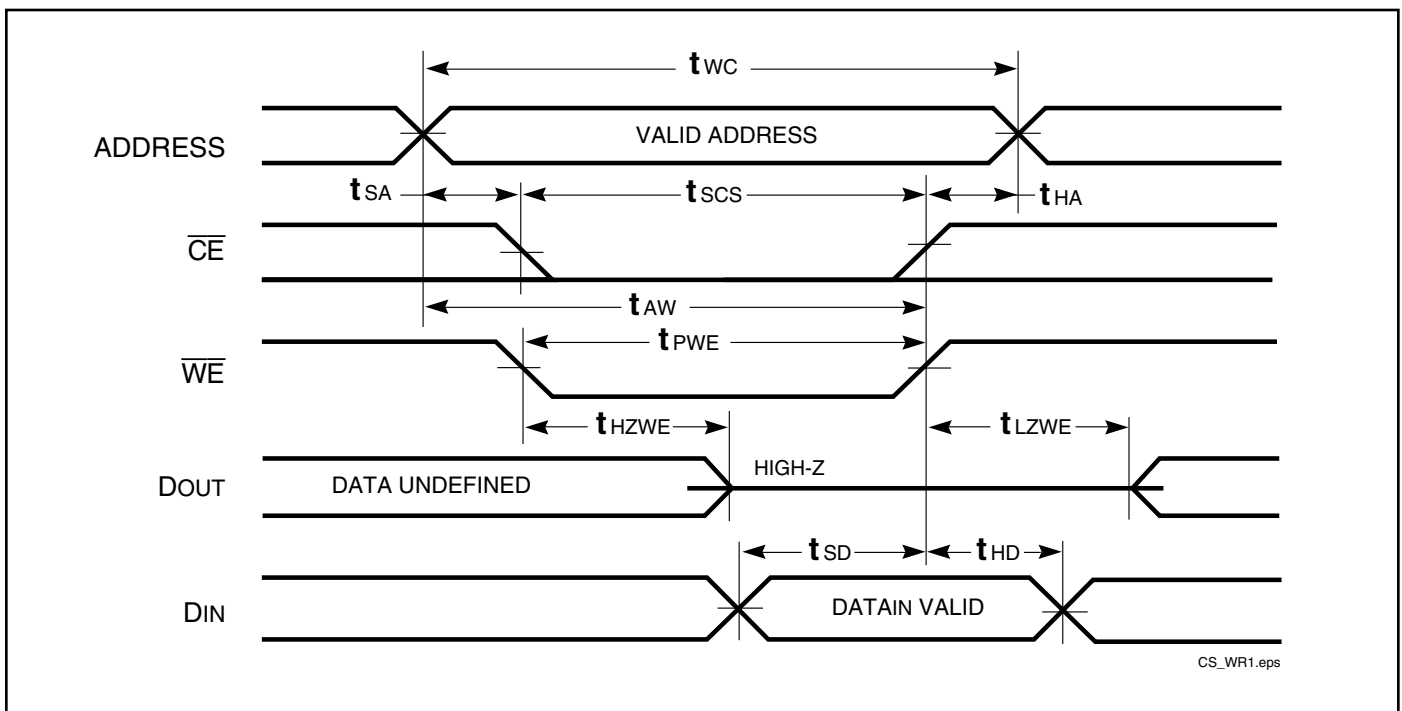 tWC
ADDRESS
VALID ADDRESS
tSA
tSCS
tHA
CE
tAW
tPWE
WE
tHZWE
tLZWE
DOUT
DATA UNDEFINED
HIGH-Z
tSD
tHD
DIN
DATAIN VALID
CS_WR1.eps